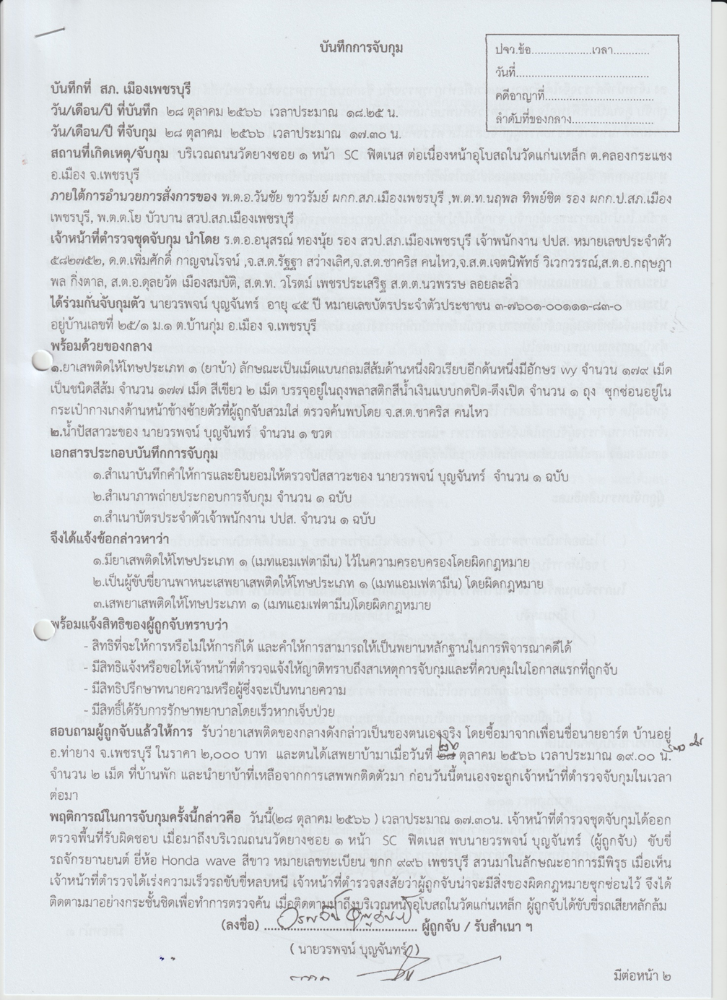 บันทึกการจับกุม
ปจว.ข้อ....................เวลา............
วันที่............................................
คดีอาญาที่...................................
ลำดับที่ของกลาง...........................
บันทึกที่ สภ. เมืองเพชรบุรี
วัน/เดือน/ปี ที่บันทึก ๒๘ ตุลาคม ๒๕๖๖ เวลาประมาณ ๑๘.๒๕ น.
วัน/เดือน/ปี ที่จับกุม ๒๘ ตุลาคม ๒๕๖๖ เวลาประมาณ ๑๗.๓๐ น.
สถานที่เกิดเหตุ/จับกุม บริเวณถนนวัดยางซอย ๑ หน้า SC ฟิตเนส ต่อเนื่องหน้าอุโบสถในวัดแก่นเหล็ก ต.คลองกระแชง
อ.เมือง จ.เพชรบุรี
ภายใต้การอำนวยการสั่งการของ พ.ต.อ.วันชัย ขาวรัมย์ ผกก.สภ.เมืองเพชรบุรี ,พ.ต.ท.นฤพล ทิพย์ชิต รอง ผกก.ป.สภ.เมือง
เพชรบุรี, พ.ต.ต.โย บัวบาน สวป.สภ.เมืองเพชรบุรี
เจ้าหน้าที่ตำรวจชุดจับกุม นำโดย ร.ต.อ.อนุสรณ์ ทองนุ้ย รอง สวป.สภ.เมืองเพชรบุรี เจ้าพนักงาน ปปส. หมายเลขประจำตัว
๕๘๒๗๕๒, ด.ต.เพิ่มศักดิ์ กาญจนโรจน์ ,จ.ส.ต.รัฐฐา สว่างเลิศ,จ.ส.ต.ชาคริส คนไหว,จ.ส.ต.เจตนิพัทธ์ วิเวกวรรณ์,ส.ต.อ.กฤษฎา
พล กิ่งตาล, ส.ต.อ.ดุลยวัต เมืองสมบัติ, ส.ต.ท. วโรตม์ เพชรประเสริฐ ส.ต.ต.นวพรรษ ลอยละลิ่ว
ได้ร่วมกันจับกุมตัว นายวรพจน์ บุญจันทร์ อายุ ๔๕ ปี หมายเลขบัตรประจำตัวประชาชน ๓-๗๖๐๑-๐๐๑๑๑-๘๓-๐
อยู่บ้านเลขที่ ๒๕/๑ ม.๑ ต.บ้านกุ่ม อ.เมือง จ.เพชรบุรี
พร้อมด้วยของกลาง
๑.ยาเสพติดให้โทษประเภท ๑ (ยาบ้า) ลักษณะเป็นเม็ดแบนกลมสีส้มด้านหนึ่งผิวเรียบอีกด้นหนึ่งมีอักษร wy จำนวน ๑๗๙ เม็ด
เป็นชนิดสีส้ม จำนวน ๑๗๗ เม็ด สีเขียว ๒ เม็ด บรรจุอยู่ในถุงพลาสติกสีน้ำเงินแบบกดปิด-ดึงเปิด จำนวน ๑ ถุง ซุกซ่อนอยู่ใน
กระเป๋ากางเกงด้านหน้าข้างซ้ายตัวที่ผู้ถูกจับสวมใส่ ตรวจค้นพบโดย จ.ส.ต.ชาคริส คนไหว
๒.น้ำปัสสาวะของ นายวรพจน์ บุญจันทร์ จำนวน ๑ ขวด
เอกสารประกอบบันทึกการจับกุม
๑.สำเนาบันทึกคำให้การและยินยอมให้ตรวจปัสสาวะของ นายวรพจน์ บุญจันทร์ จำนวน ๑ ฉบับ
๒.สำเนาภาพถ่ายประกอบการจับกุม จำนวน ๑ ฉบับ
๓.สำเนาบัตรประจำตัวเจ้าพนักงาน ปปส. จำนวน ๑ ฉบับ
จึงได้แจ้งข้อกล่าวหาว่า
๑.มียาเสพติดให้โทษประเภท ๑ (เมทแอมเฟตามีน) ไว้ในความครอบครองโดยผิดกฎหมาย
๒.เป็นผู้ขับขี่ยานพาหนะเสพยาเสพติดให้โทษประเภท ๑ (เมทแอมเฟตามีน) โดยผิดกฎหมาย
๓.เสพยาเสพติดให้โทษประเภท ๑ (เมทแอมเฟตามีน)โดยผิดกฎหมาย
พร้อมแจ้งสิทธิของผู้ถูกจับทราบว่า
- สิทธิที่จะให้การหรือไม่ให้การก็ได้ และคำให้การสามารถให้เป็นพยานหลักฐานในการพิจารณาคดีได้
- มีสิทธิแจ้งหรือขอให้เจ้าหน้าที่ตำรวจแจ้งให้ญาติทราบถึงสาเหตุการจับกุมและที่ควบคุมในโอกาสแรกที่ถูกจับ
- มีสิทธิปรึกษาทนายความหรือผู้ซึ่งจะเป็นทนายความ
- มีสิทธิ์ได้รับการรักษาพยาบาลโดยเร็วหากเจ็บป่วย
สอบถามผู้ถูกจับแล้วให้การ รับว่ายาเสพติดของกลางดังกล่าวเป็นของตนเองจริง โดยซื้อมาจากเพื่อนชื่อนายอาร์ต บ้านอยู่
อ.ท่ายาง จ.เพชรบุรี ในราคา ๒,๐๐๐ บาท และตนได้เสพยาบ้ามาเมื่อวันที่ ๒๘ ๒๖ ตุลาคม ๒๕๖๖ เวลาประมาณ ๑๙.๐๐ น.
จำนวน ๒ เม็ด ที่บ้านพัก และนำยาบ้าที่เหลือจากการเสพพกติดตัวมา ก่อนวันนี้ตนเองจะถูกเจ้าหน้าที่ตำรวจจับกุมในเวลา
ต่อมา
พฤติการณ์ในการจับกุมครั้งนี้กล่าวคือ วันนี้(๒๘ ตุลาคม ๒๕๖๖ ) เวลาประมาณ ๑๗.๓๐น. เจ้าหน้าที่ตำรวจชุดจับกุมได้ออก
ตรวจพื้นที่รับผิดชอบ เมื่อมาถึงบริเวณถนนวัดยางซอย ๑ หน้า SC ฟิตเนส พบนายวรพจน์ บุญจันทร์ (ผู้ถูกจับ) ขับขี่
รถจักรยานยนต์ ยี่ห้อ Honda wave สีขาว หมายเลขทะเบียน ขกก ๙๙๖ เพชรบุรี สวนมาในลักษณะอาการมีพิรุธ เมื่อเห็น
เจ้าหน้าที่ตำรวจได้เร่งความเร็วรถขับขี่หลบหนี เจ้าหน้าที่ตำรวจสงสัยว่าผู้ถูกจับน่าจะมีสิ่งของผิดกฎหมายซุกซ่อนไว้ จึงได้
ติดตามมาอย่างกระชั้นชิดเพื่อทำการตรวจค้น เมื่อติดตามมาถึงบริเวณหน้าอุโบสถในวัดแก่นเหล็ก ผู้ถูกจับได้ขับขี่รถเสียหลักล้ม
(ลงชื่อ) วรพจน์ บุญจันทร์ ผู้ถูกจับ / รับสำเนา ฯ
( นายวรพจน์ บุญจันทร์ )
มีต่อหน้า ๒